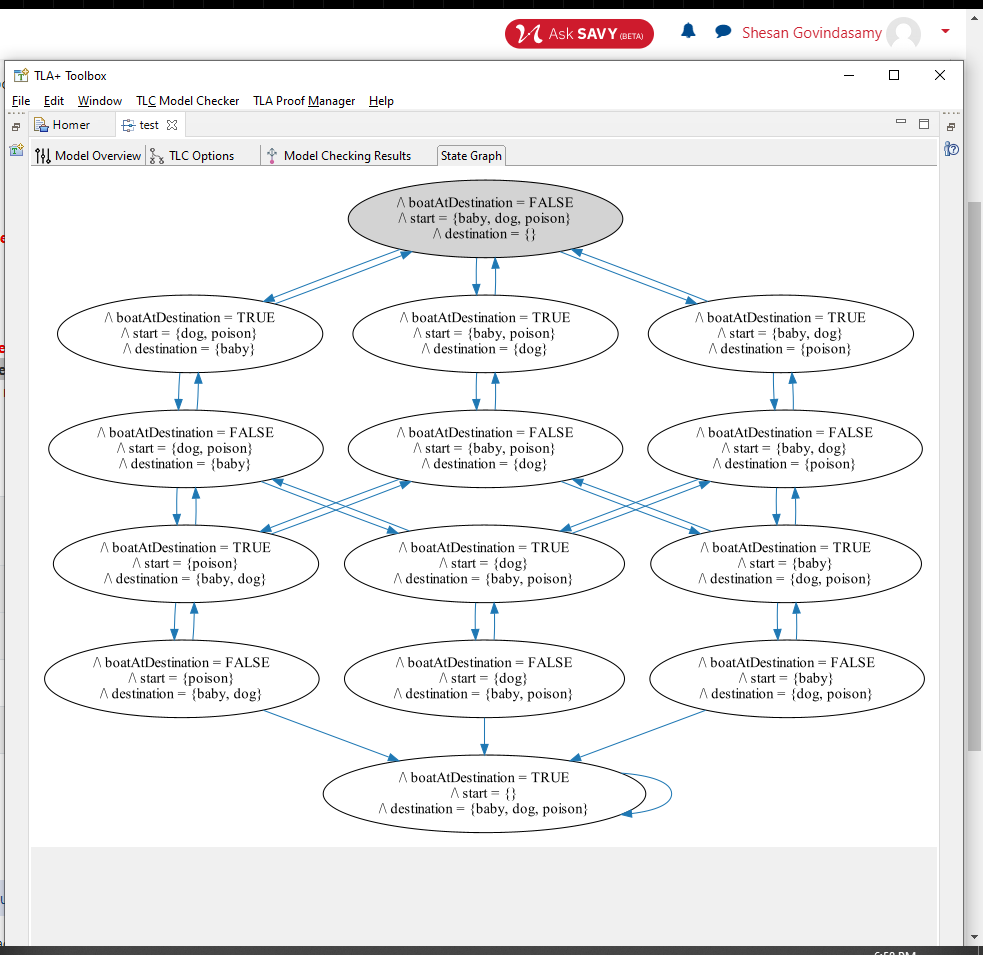 Ask SAVY (BETA)
Shesan Govindasamy
TLA+ Toolbox
File Edit Window TLC Model Checker TLA Proof Manager Help
Homer test
Model Overview TLC Options Model Checking Results State Graph
/\ boatAtDestination = FALSE
/\ start = {baby, dog, poison}
/\ destination = {}
/\ boatAtDestination = TRUE
/\ start = {dog, poison}
/\ destination = {baby}
/\ boatAtDestination = TRUE
/\ start = {baby, poison}
/\ destination = {dog}
/\ boatAtDestination = TRUE
/\ start = {baby, dog}
/\ destination = {poison}
/\ boatAtDestination = FALSE
/\ start = {dog, poison}
/\ destination = {baby}
/\ boatAtDestination = FALSE
/\ start = {baby, poison}
/\ destination = {dog}
/\ boatAtDestination = FALSE
/\ start = {baby, dog}
/\ destination = {poison}
/\ boatAtDestination = TRUE
/\ start = {poison}
/\ destination = {baby, dog}
/\ boatAtDestination = TRUE
/\ start = {dog}
/\ destination = {baby, poison}
/\ boatAtDestination = TRUE
/\ start = {baby}
/\ destination = {dog, poison}
/\ boatAtDestination = FALSE
/\ start = {poison}
/\ destination = {baby, dog}
/\ boatAtDestination = FALSE
/\ start = {dog}
/\ destination = {baby, poison}
/\ boatAtDestination = FALSE
/\ start = {baby}
/\ destination = {dog, poison}
/\ boatAtDestination = TRUE
/\ start = {}
/\ destination = {baby, dog, poison}